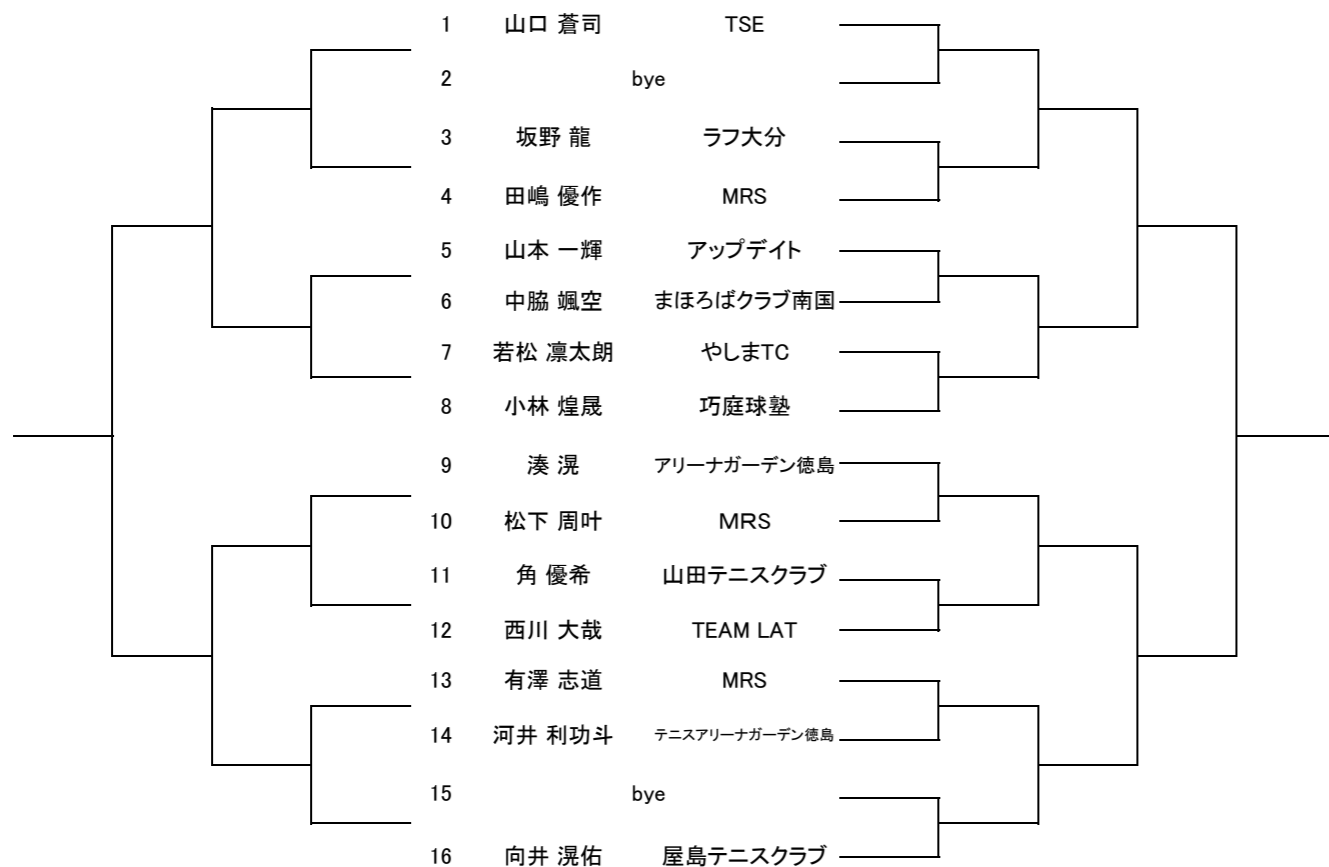 1 山口 蒼司 TSE
2 bye
3 坂野 龍 ラフ大分
4 田嶋 優作 MRS
5 山本 一輝 アップデイト
6 中脇 颯空 まほろばクラブ南国
7 若松 凛太朗 やしまTC
8 小林 煌晟 巧庭球塾
9 湊 滉 アリーナガーデン徳島
10 松下 周叶 ＭＲＳ
11 角 優希 山田テニスクラブ
12 西川 大哉 TEAM LAT
13 有澤 志道 MRS
14 河井 利功斗 テニスアリーナガーデン徳島
15 bye
16 向井 滉佑 屋島テニスクラブ